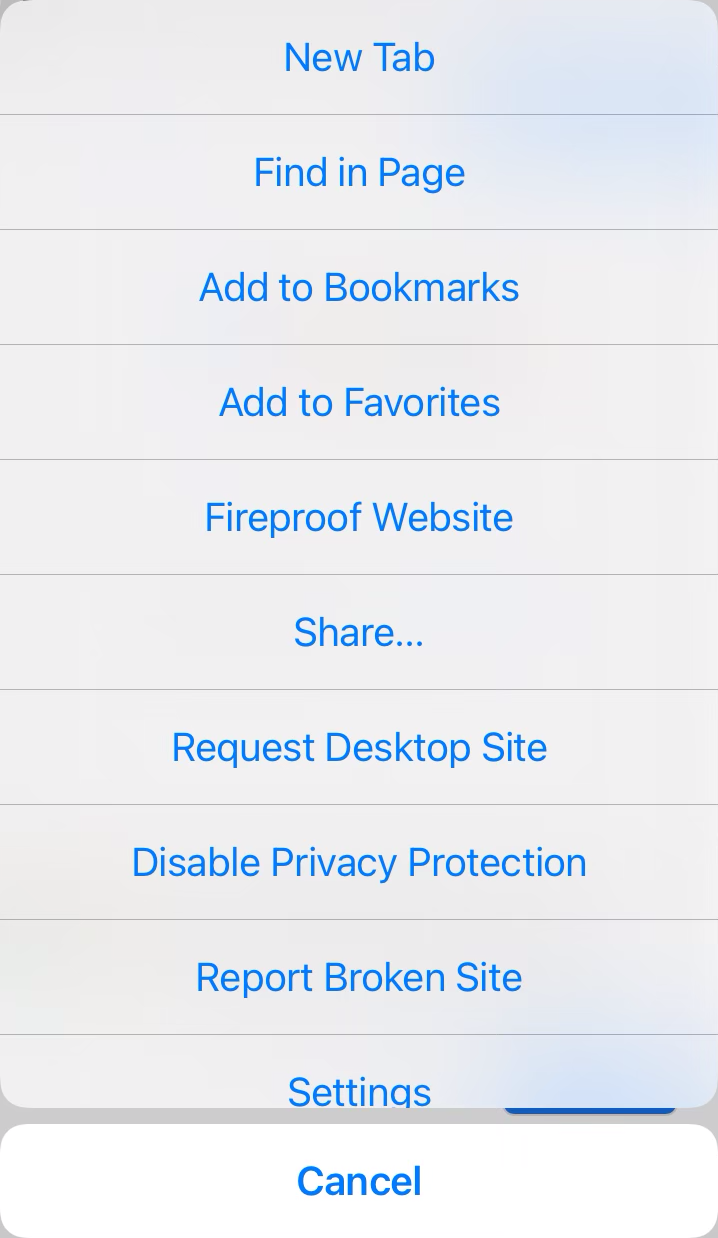 New Tab
Find in Page
Add to Bookmarks
Add to Favorites
Fireproof Website
Share...
Request Desktop Site
Disable Privacy Protection
Report Broken Site
Settings
Cancel